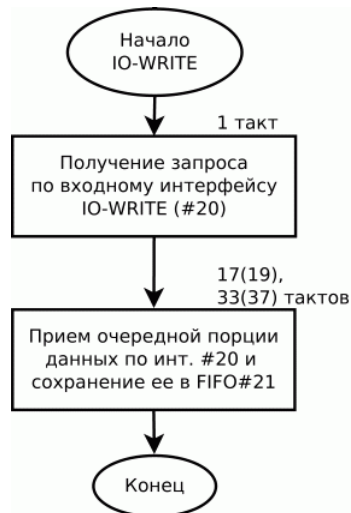 Начало
IO-WRITE
1 такт
Получение запроса
по входному интерфейсу
IO-WRITE (#20)
17(19),
33(37) тактов
Прием очередной порции
данных по инт. #20 и
сохранение ее в FIFO#21
Конец